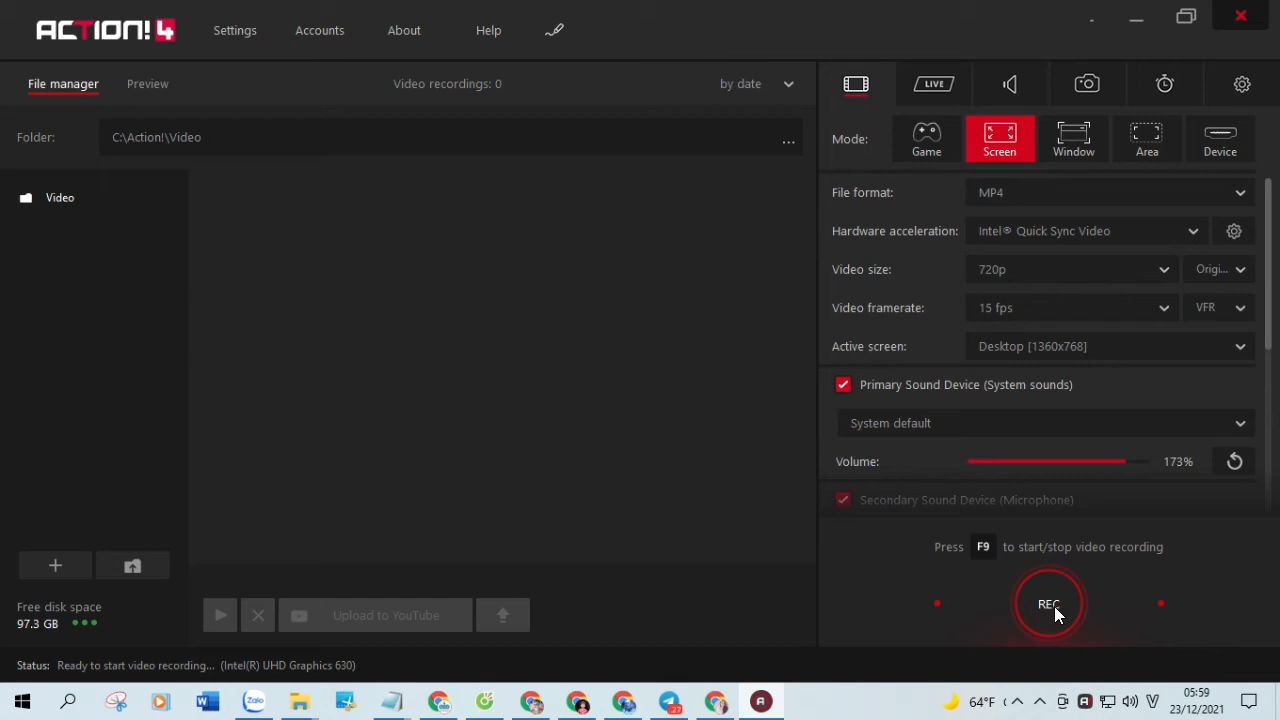 ACTION! 4
Settings
Accounts
About
Help
File manager
Preview
Video recordings: 0
by date
LIVE
Folder:
C:\Action!\Video
...
Mode:
Game
Screen
Window
Area
Device
Video
File format:
MP4
Hardware acceleration:
Intel® Quick Sync Video
Video size:
720p
Origi...
Video framerate:
15 fps
VFR
Active screen:
Desktop [1360x768]
Primary Sound Device (System sounds)
System default
Volume:
173%
Secondary Sound Device (Microphone)
Press F9 to start/stop video recording
REC
Free disk space
97.3 GB
Upload to YouTube
Status: Ready to start video recording... (Intel(R) UHD Graphics 630)
Zalo
27
64°F
V
05:59
23/12/2021